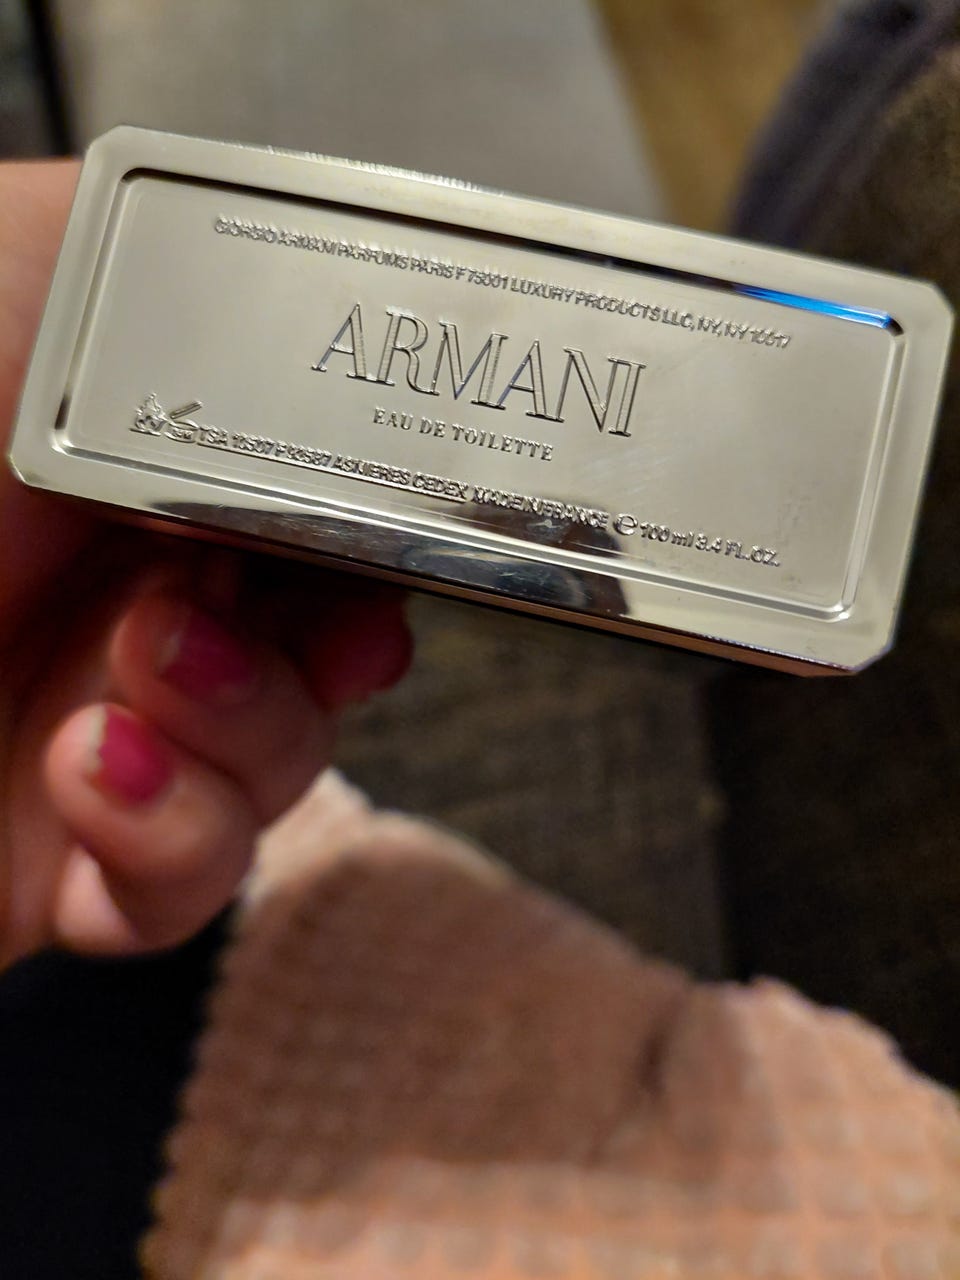 GIORGIO ARMANI PARFUMS PARIS F 75001 LUXURY PRODUCTS LLC, NY, NY 10017
ARMANI
EAU DE TOILETTE
TSA 10507 F 92587 ASNIERES CEDEX MADE IN FRANCE e 100 ml 3.4 FL.OZ.